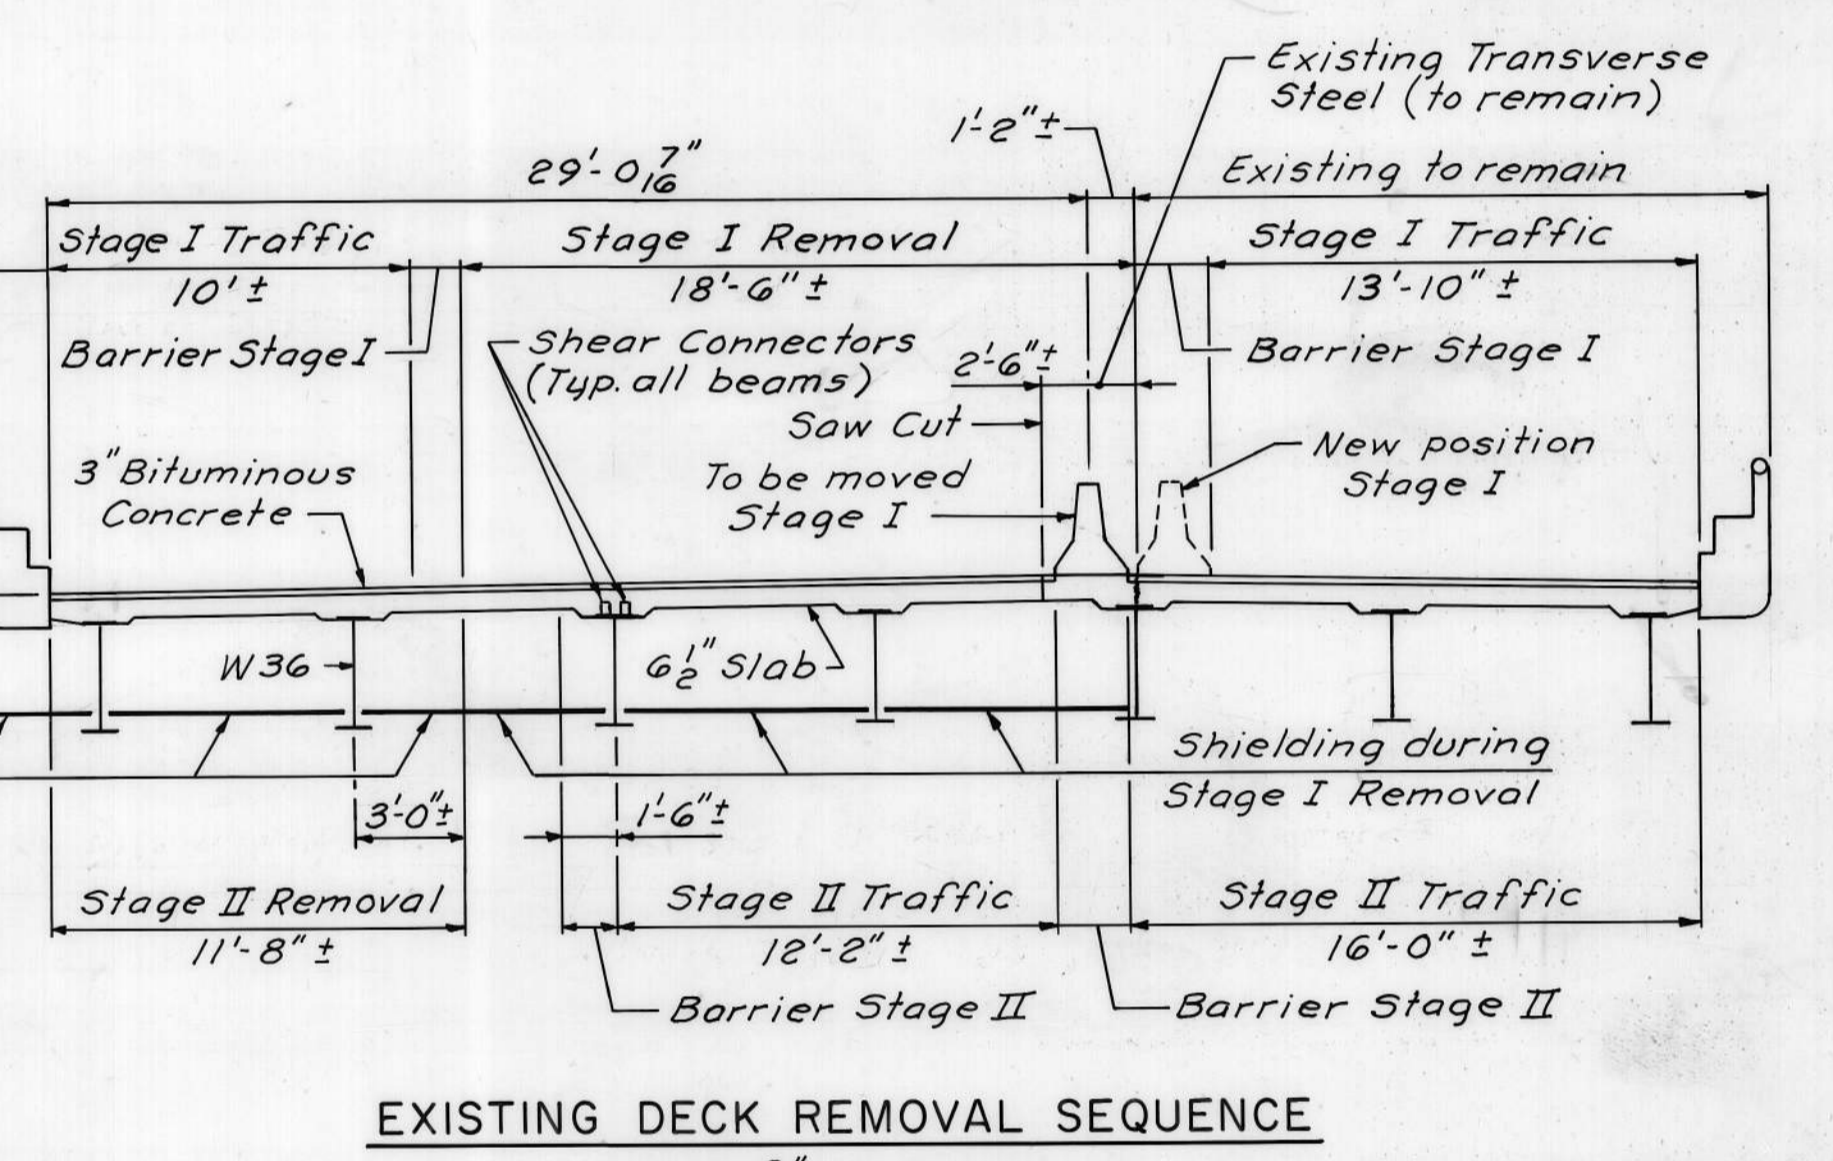 Existing Transverse
Steel (to remain)
1'-2"±
29'-0 7/16"
Existing to remain
Stage I Traffic
10'±
Stage I Removal
18'-6"±
Stage I Traffic
13'-10"±
Barrier Stage I
Shear Connectors
(Typ. all beams)
2'-6"±
Barrier Stage I
Saw Cut
3" Bituminous
Concrete
To be moved
Stage I
New position
Stage I
W36
6 1/2" Slab
Shielding during
Stage I Removal
3'-0"±
1'-6"±
Stage II Removal
11'-8"±
Stage II Traffic
12'-2"±
Stage II Traffic
16'-0"±
Barrier Stage II
Barrier Stage II
EXISTING DECK REMOVAL SEQUENCE